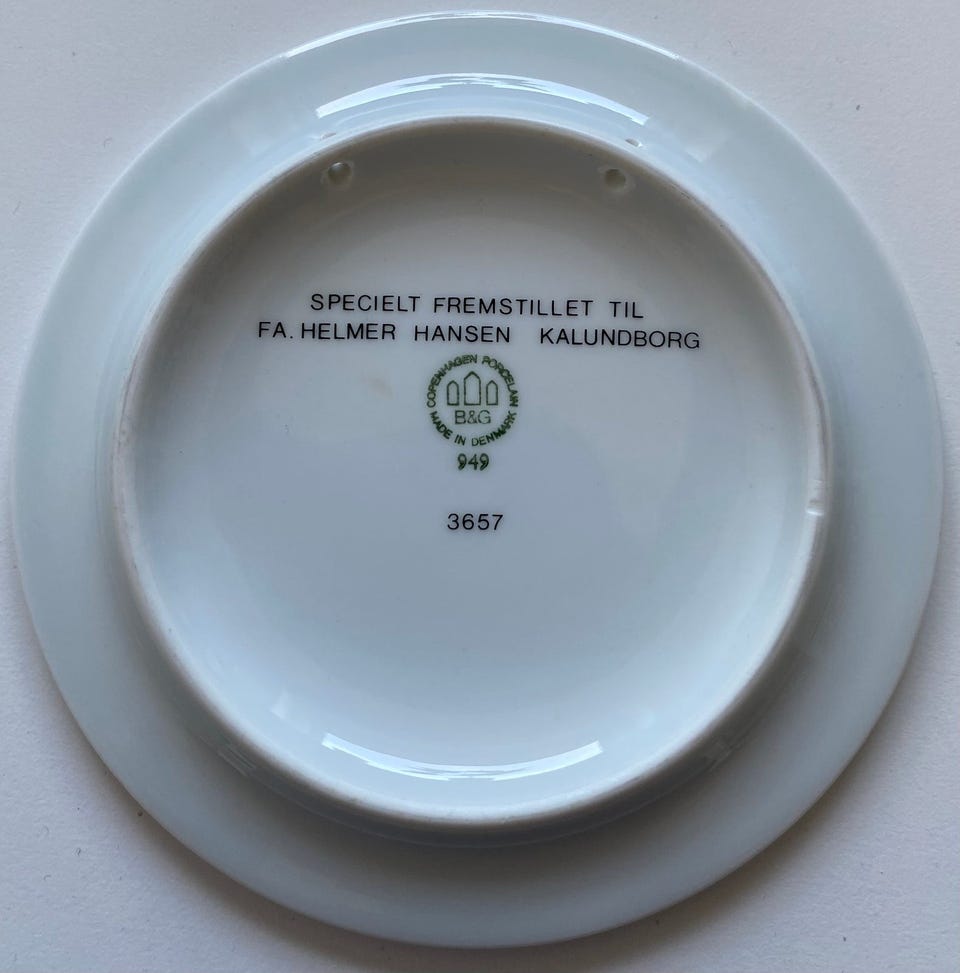 SPECIELT FREMSTILLET TIL
FA. HELMER HANSEN KALUNDBORG
COPENHAGEN PORCELAIN
B&G
MADE IN DENMARK
949
3657